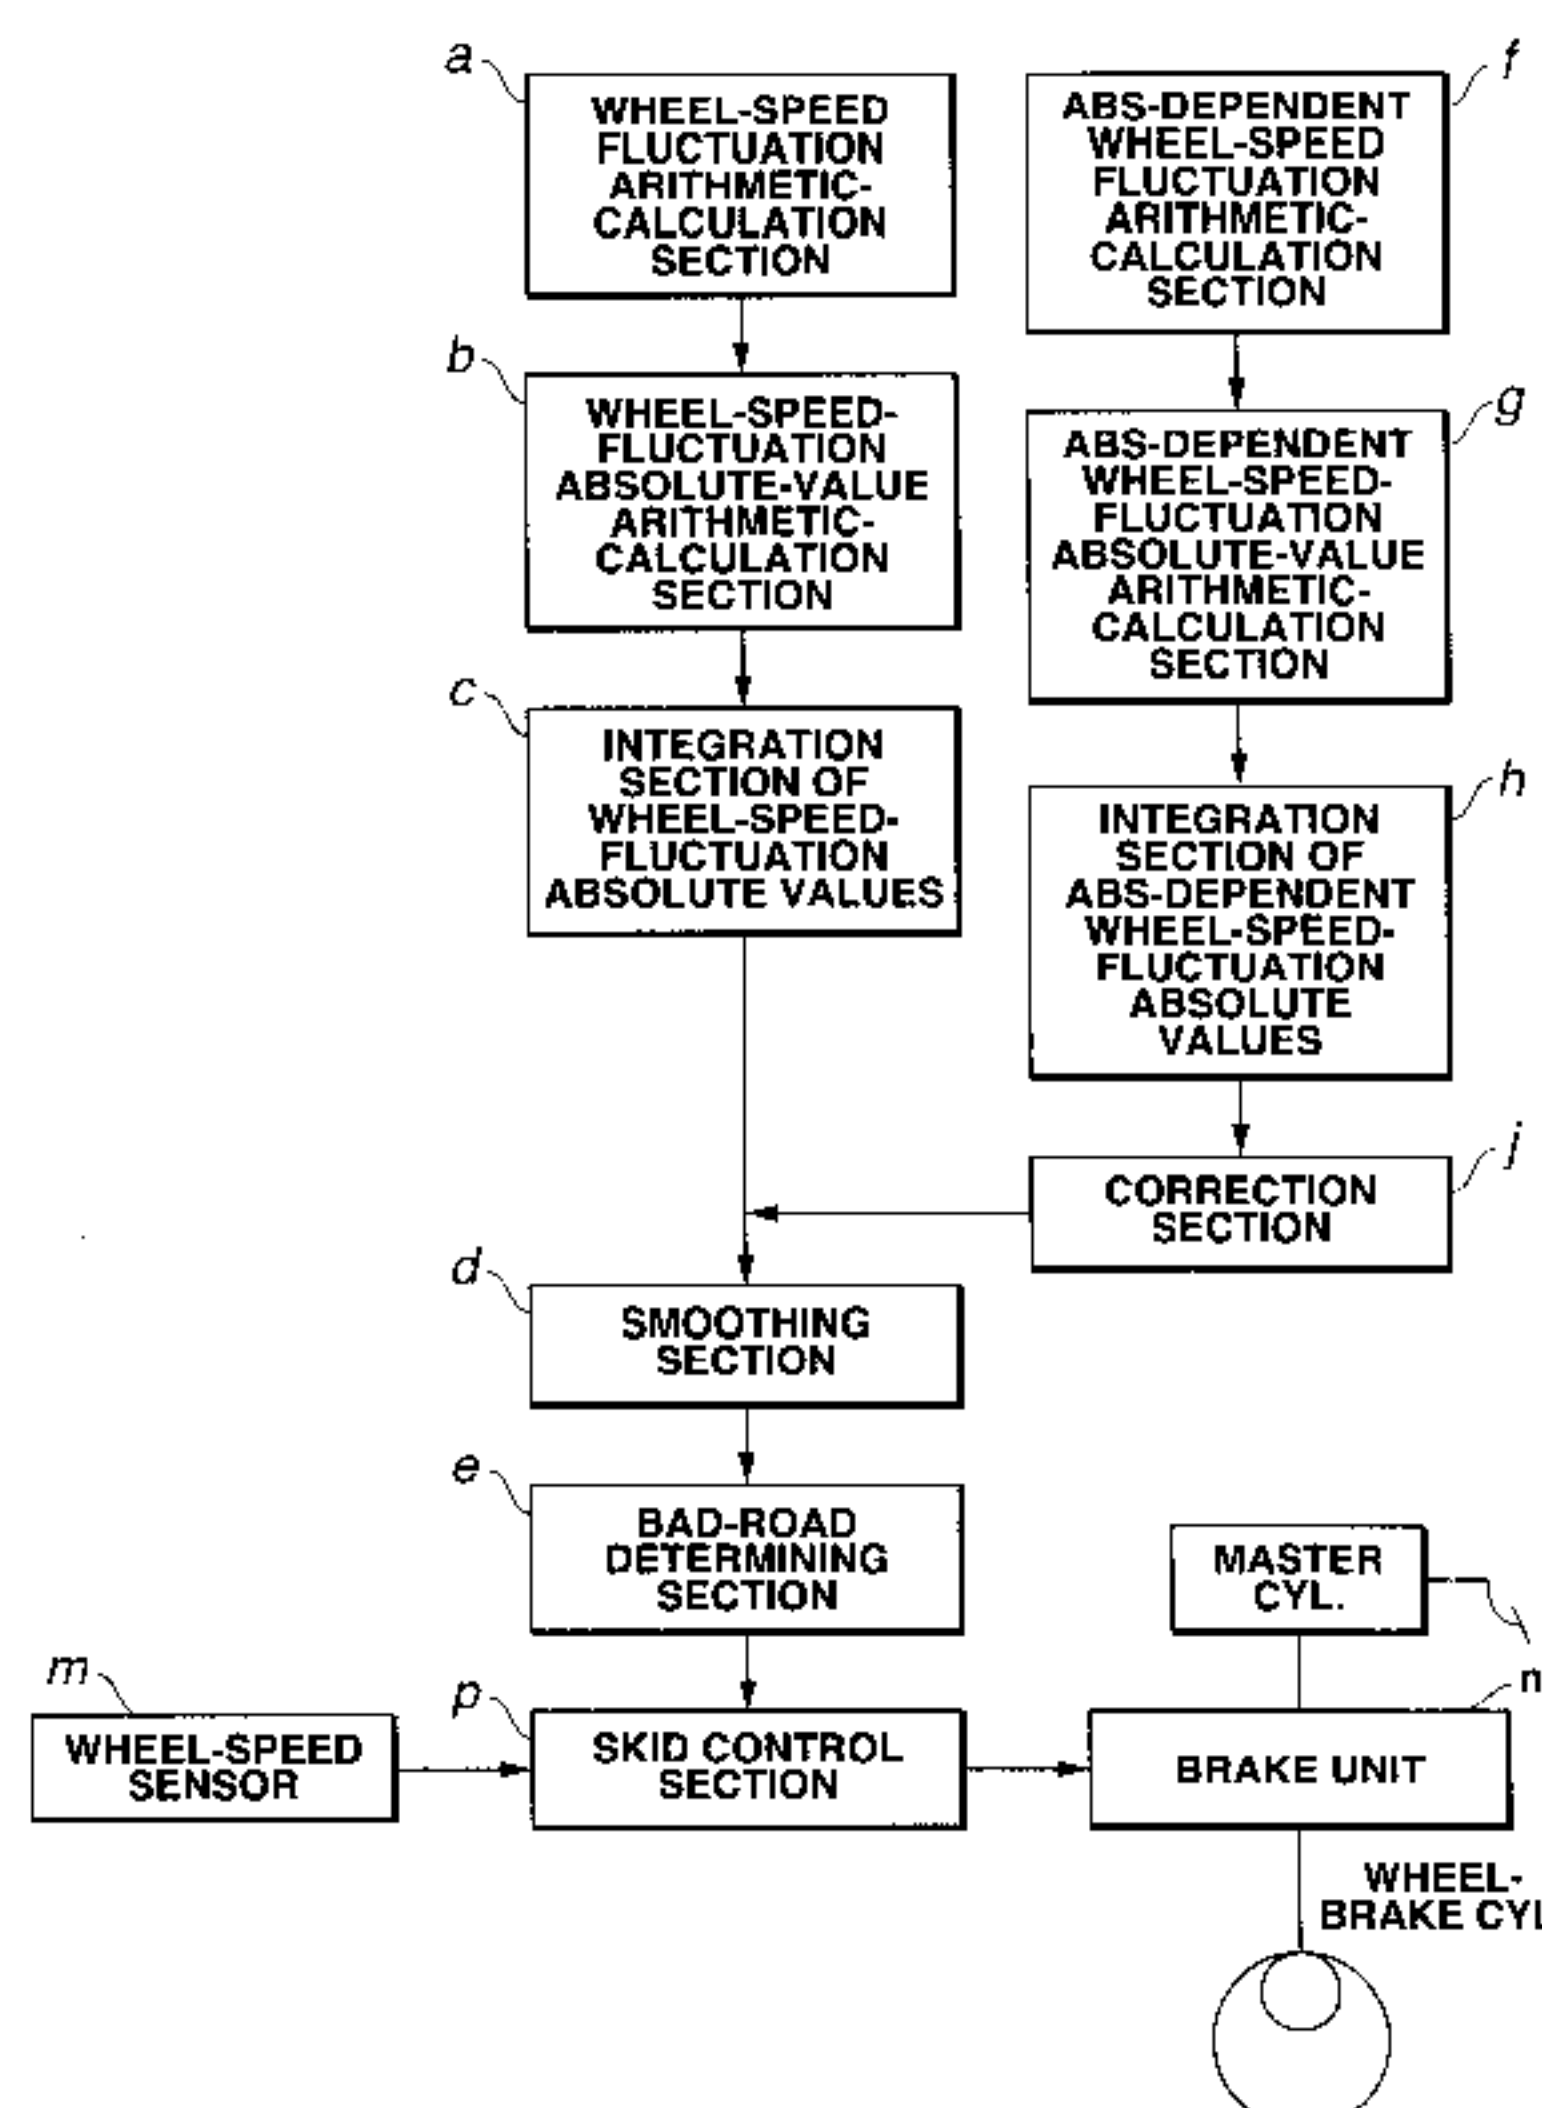 a
WHEEL-SPEED
FLUCTUATION
ARITHMETIC-
CALCULATION
SECTION
b
WHEEL-SPEED-
FLUCTUATION
ABSOLUTE-VALUE
ARITHMETIC-
CALCULATION
SECTION
c
INTEGRATION
SECTION OF
WHEEL-SPEED-
FLUCTUATION
ABSOLUTE VALUES
f
ABS-DEPENDENT
WHEEL-SPEED
FLUCTUATION
ARITHMETIC-
CALCULATION
SECTION
g
ABS-DEPENDENT
WHEEL-SPEED-
FLUCTUATION
ABSOLUTE-VALUE
ARITHMETIC-
CALCULATION
SECTION
h
INTEGRATION
SECTION OF
ABS-DEPENDENT
WHEEL-SPEED-
FLUCTUATION
ABSOLUTE
VALUES
j
CORRECTION
SECTION
d
SMOOTHING
SECTION
e
BAD-ROAD
DETERMINING
SECTION
MASTER
CYL.
m
WHEEL-SPEED
SENSOR
p
SKID CONTROL
SECTION
n
BRAKE UNIT
WHEEL-
BRAKE CYL